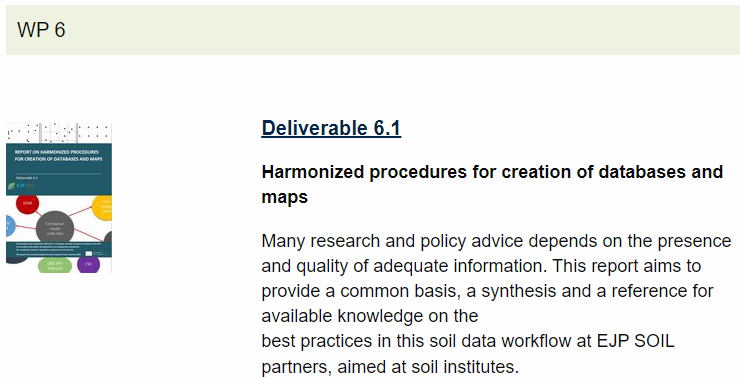 WP 6
REPORT ON HARMONIZED PROCEDURES
FOR CREATION OF DATABASES AND MAPS
Deliverable 6.1
EJP SOIL
DOM
Conceptual
model
Deliverable 6.1
Harmonized procedures for creation of databases and
maps
Many research and policy advice depends on the presence
and quality of adequate information. This report aims to
provide a common basis, a synthesis and a reference for
available knowledge on the
best practices in this soil data workflow at EJP SOIL
partners, aimed at soil institutes.